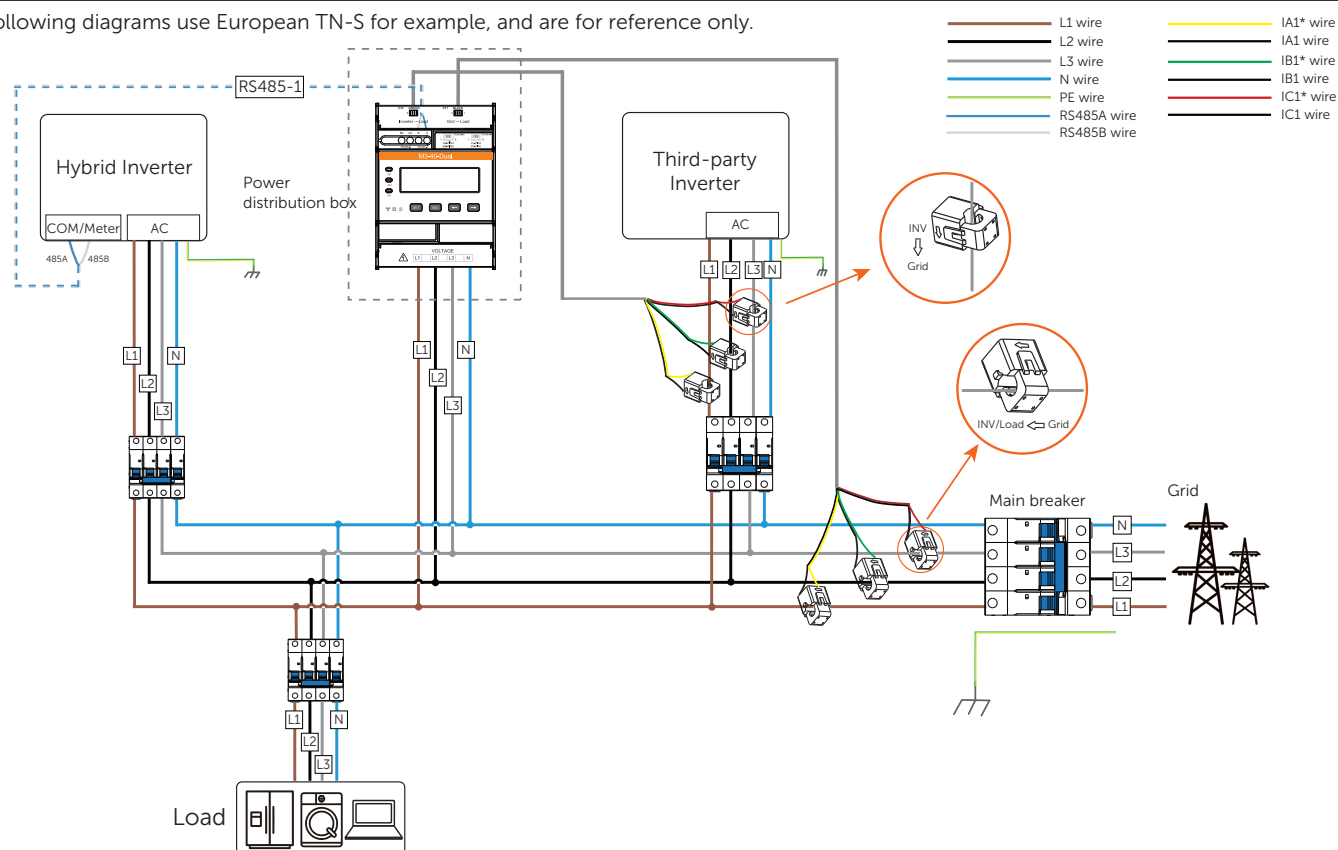 ollowing diagrams use European TN-S for example, and are for reference only.
L1 wire
L2 wire
L3 wire
N wire
PE wire
RS485A wire
RS485B wire
IA1* wire
IA1 wire
IB1* wire
IB1 wire
IC1* wire
IC1 wire
RS485-1
Hybrid Inverter
COM/Meter
AC
485A
485B
Power
distribution box
Inverter→Load
Grid→Load
M3-40-Dual
VOLTAGE
L1 L2 L3 N
Third-party
Inverter
AC
L1 L2 L3 N
INV
Grid
INV/Load Grid
L1
L2
L3
N
L1
L2
L3
N
Main breaker
Grid
N
L3
L2
L1
L1
L2
L3
N
Load